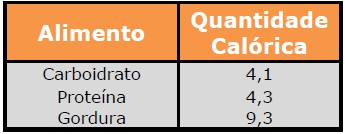 Alimento Quantidade
Calórica
Carboidrato 4,1
Proteína 4,3
Gordura 9,3